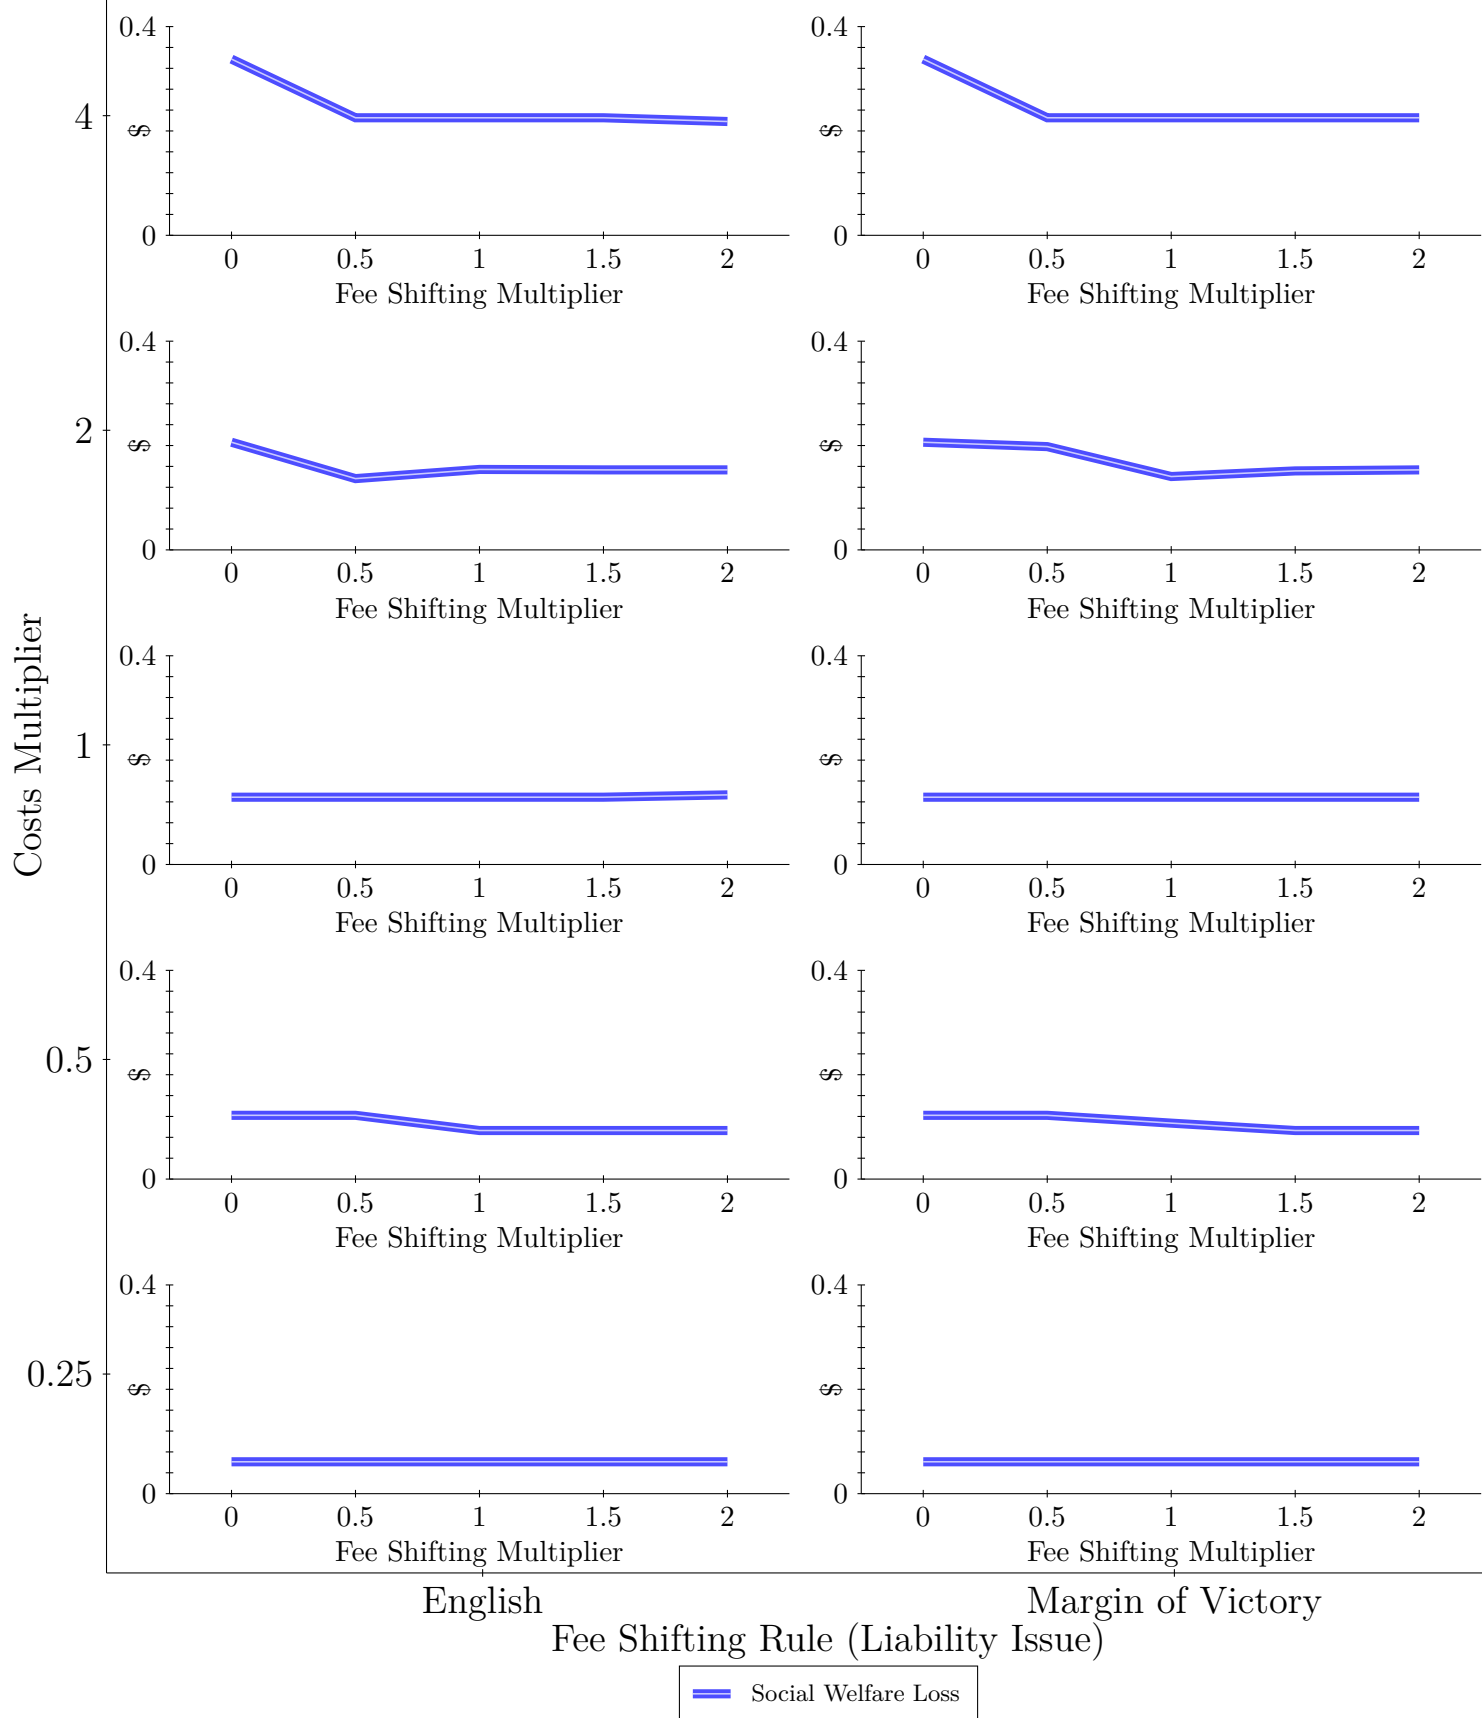 0.4
$
0
0 0.5 1 1.5 2
Fee Shifting Multiplier
0.4
$
0
0 0.5 1 1.5 2
Fee Shifting Multiplier
4
0.4
$
0
0 0.5 1 1.5 2
Fee Shifting Multiplier
0.4
$
0
0 0.5 1 1.5 2
Fee Shifting Multiplier
2
0.4
$
0
0 0.5 1 1.5 2
Fee Shifting Multiplier
0.4
$
0
0 0.5 1 1.5 2
Fee Shifting Multiplier
1
Costs Multiplier
0.4
$
0
0 0.5 1 1.5 2
Fee Shifting Multiplier
0.4
$
0
0 0.5 1 1.5 2
Fee Shifting Multiplier
0.5
0.4
$
0
0 0.5 1 1.5 2
Fee Shifting Multiplier
0.4
$
0
0 0.5 1 1.5 2
Fee Shifting Multiplier
0.25
English
Margin of Victory
Fee Shifting Rule (Liability Issue)
Social Welfare Loss